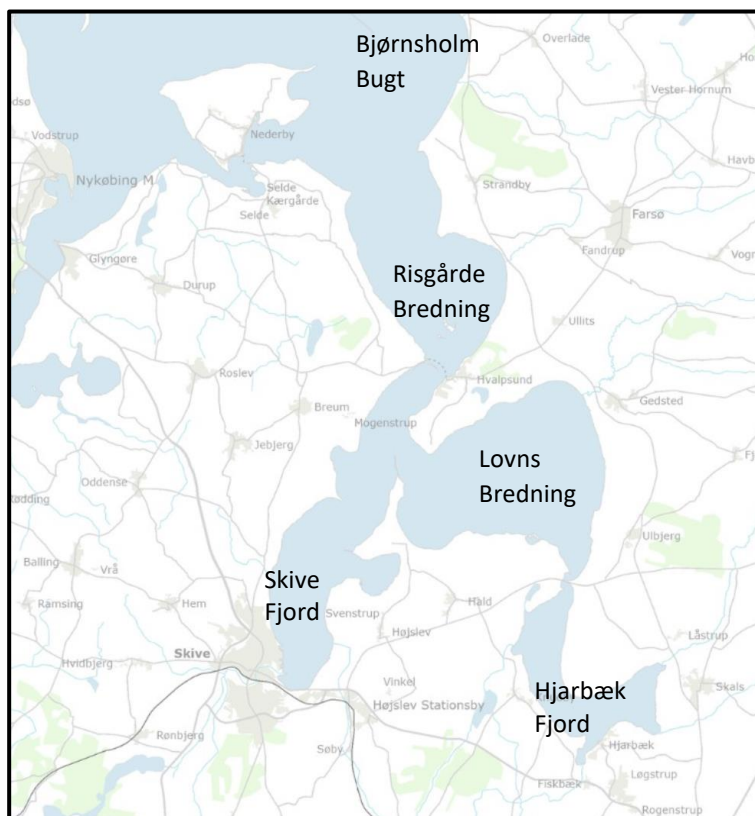 Bjørnsholm
Bugt
Overlade
Vester Hornum
Vodstrup
Nederby
Nykøbing M
Selde
Kærgårde
Selde
Strandby
Farsø
Fandrup
Glyngøre
Durup
Risgårde
Bredning
Ullits
Roslev
Hvalpsund
Breum
Mogenstrup
Gedsted
Jebjerg
Lovns
Bredning
Oddense
Ulbjerg
Balling
Vrå
Skive
Fjord
Ramsing
Hem
Svenstrup
Hald
Højslev
Låstrup
Hvidbjerg
Skive
Vinkel
Skals
Hjarbæk
Fjord
Højslev Stationsby
Rønbjerg
Søby
Hjarbæk
Løgstrup
Fiskbæk
Rogenstrup